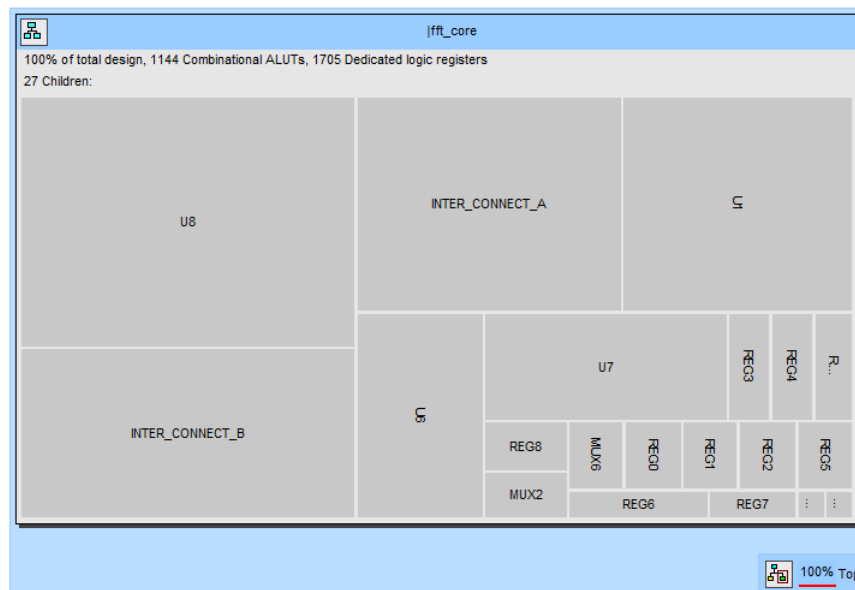 |fft_core
100% of total design, 1144 Combinational ALUTs, 1705 Dedicated logic registers
27 Children:
U8
INTER_CONNECT_A
U1
INTER_CONNECT_B
U6
U7
REG3
REG4
R...
REG8
MUX6
REG0
REG1
REG2
REG5
MUX2
REG6
REG7
...
...
100% Top